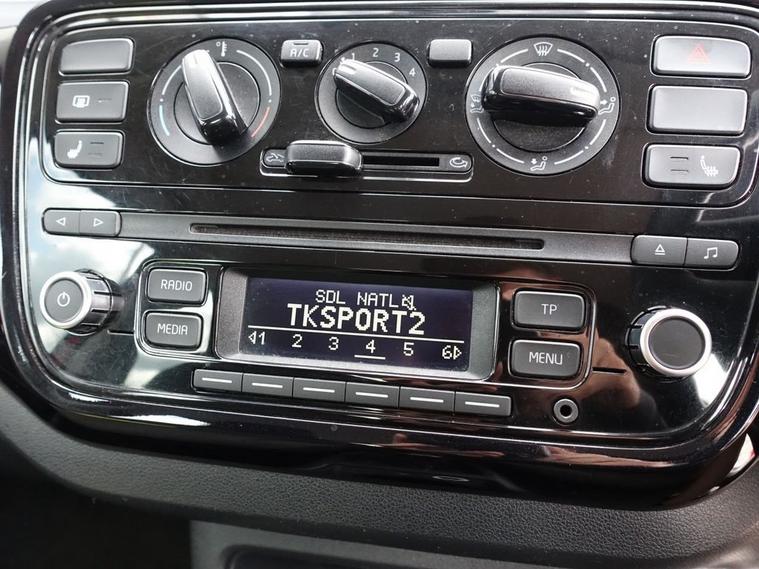 A/C
1 2 3 4
RADIO
MEDIA
SDL NATL
TKSPORT2
1 2 3 4 5 6
TP
MENU